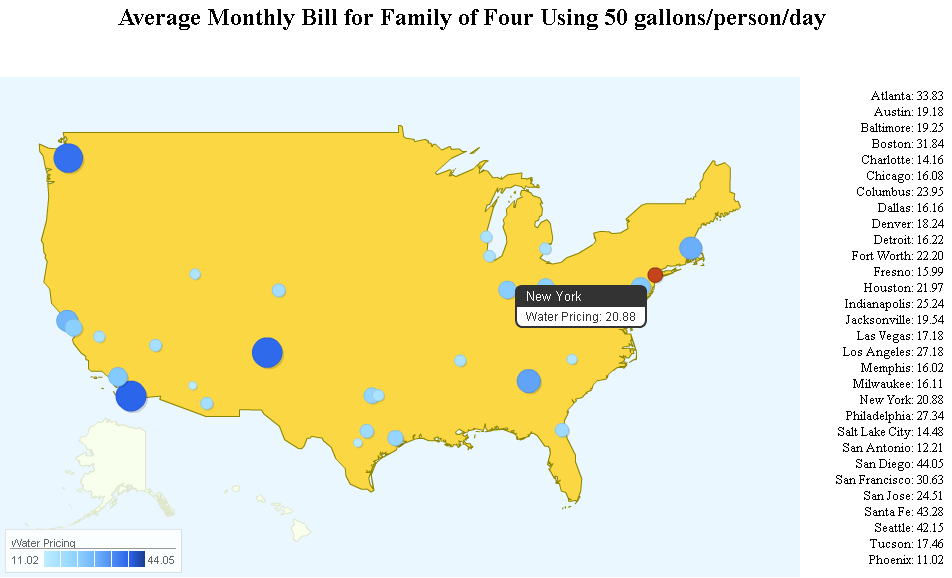 Average Monthly Bill for Family of Four Using 50 gallons/person/day
Atlanta: 33.83
Austin: 19.18
Baltimore: 19.25
Boston: 31.84
Charlotte: 14.16
Chicago: 16.08
Columbus: 23.95
Dallas: 16.16
Denver: 18.24
Detroit: 16.22
Fort Worth: 22.20
Fresno: 15.99
Houston: 21.97
Indianapolis: 25.24
Jacksonville: 19.54
Las Vegas: 17.18
Los Angeles: 27.18
Memphis: 16.02
Milwaukee: 16.11
New York: 20.88
Philadelphia: 27.34
Salt Lake City: 14.48
San Antonio: 12.21
San Diego: 44.05
San Francisco: 30.63
San Jose: 24.51
Santa Fe: 43.28
Seattle: 42.15
Tucson: 17.46
Phoenix: 11.02
New York
Water Pricing: 20.88
Water Pricing
11.02 44.05